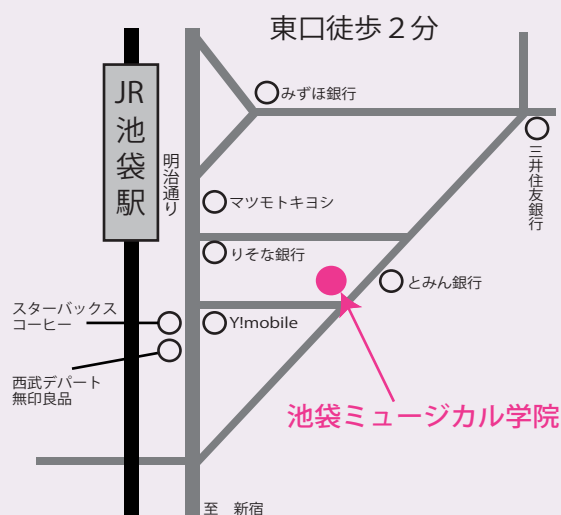 東口徒歩２分
みずほ銀行
JR池袋駅
明治通り
三井住友銀行
マツモトキヨシ
りそな銀行
とみん銀行
スターバックス
コーヒー
Y!mobile
西武デパート
無印良品
池袋ミュージカル学院
至　新宿